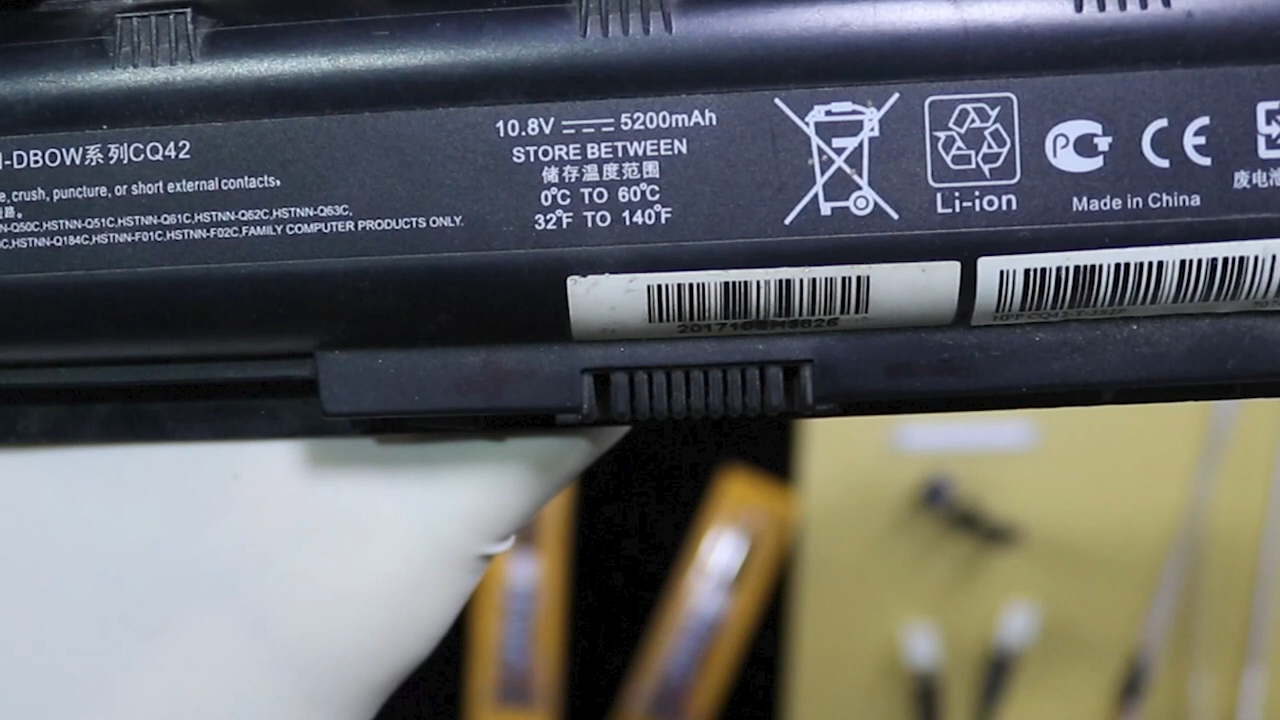 -DBOW系列CQ42
e, crush, puncture, or short external contacts。
路。
N-Q50C,HSTNN-Q51C,HSTNN-Q61C,HSTNN-Q62C,HSTNN-Q63C,
C,HSTNN-Q184C,HSTNN-F01C,HSTNN-F02C,FAMILY COMPUTER PRODUCTS ONLY.
10.8V 5200mAh
STORE BETWEEN
储存温度范围
0°C TO 60°C
32°F TO 140°F
Li-ion
PC
CE
Made in China
废电池